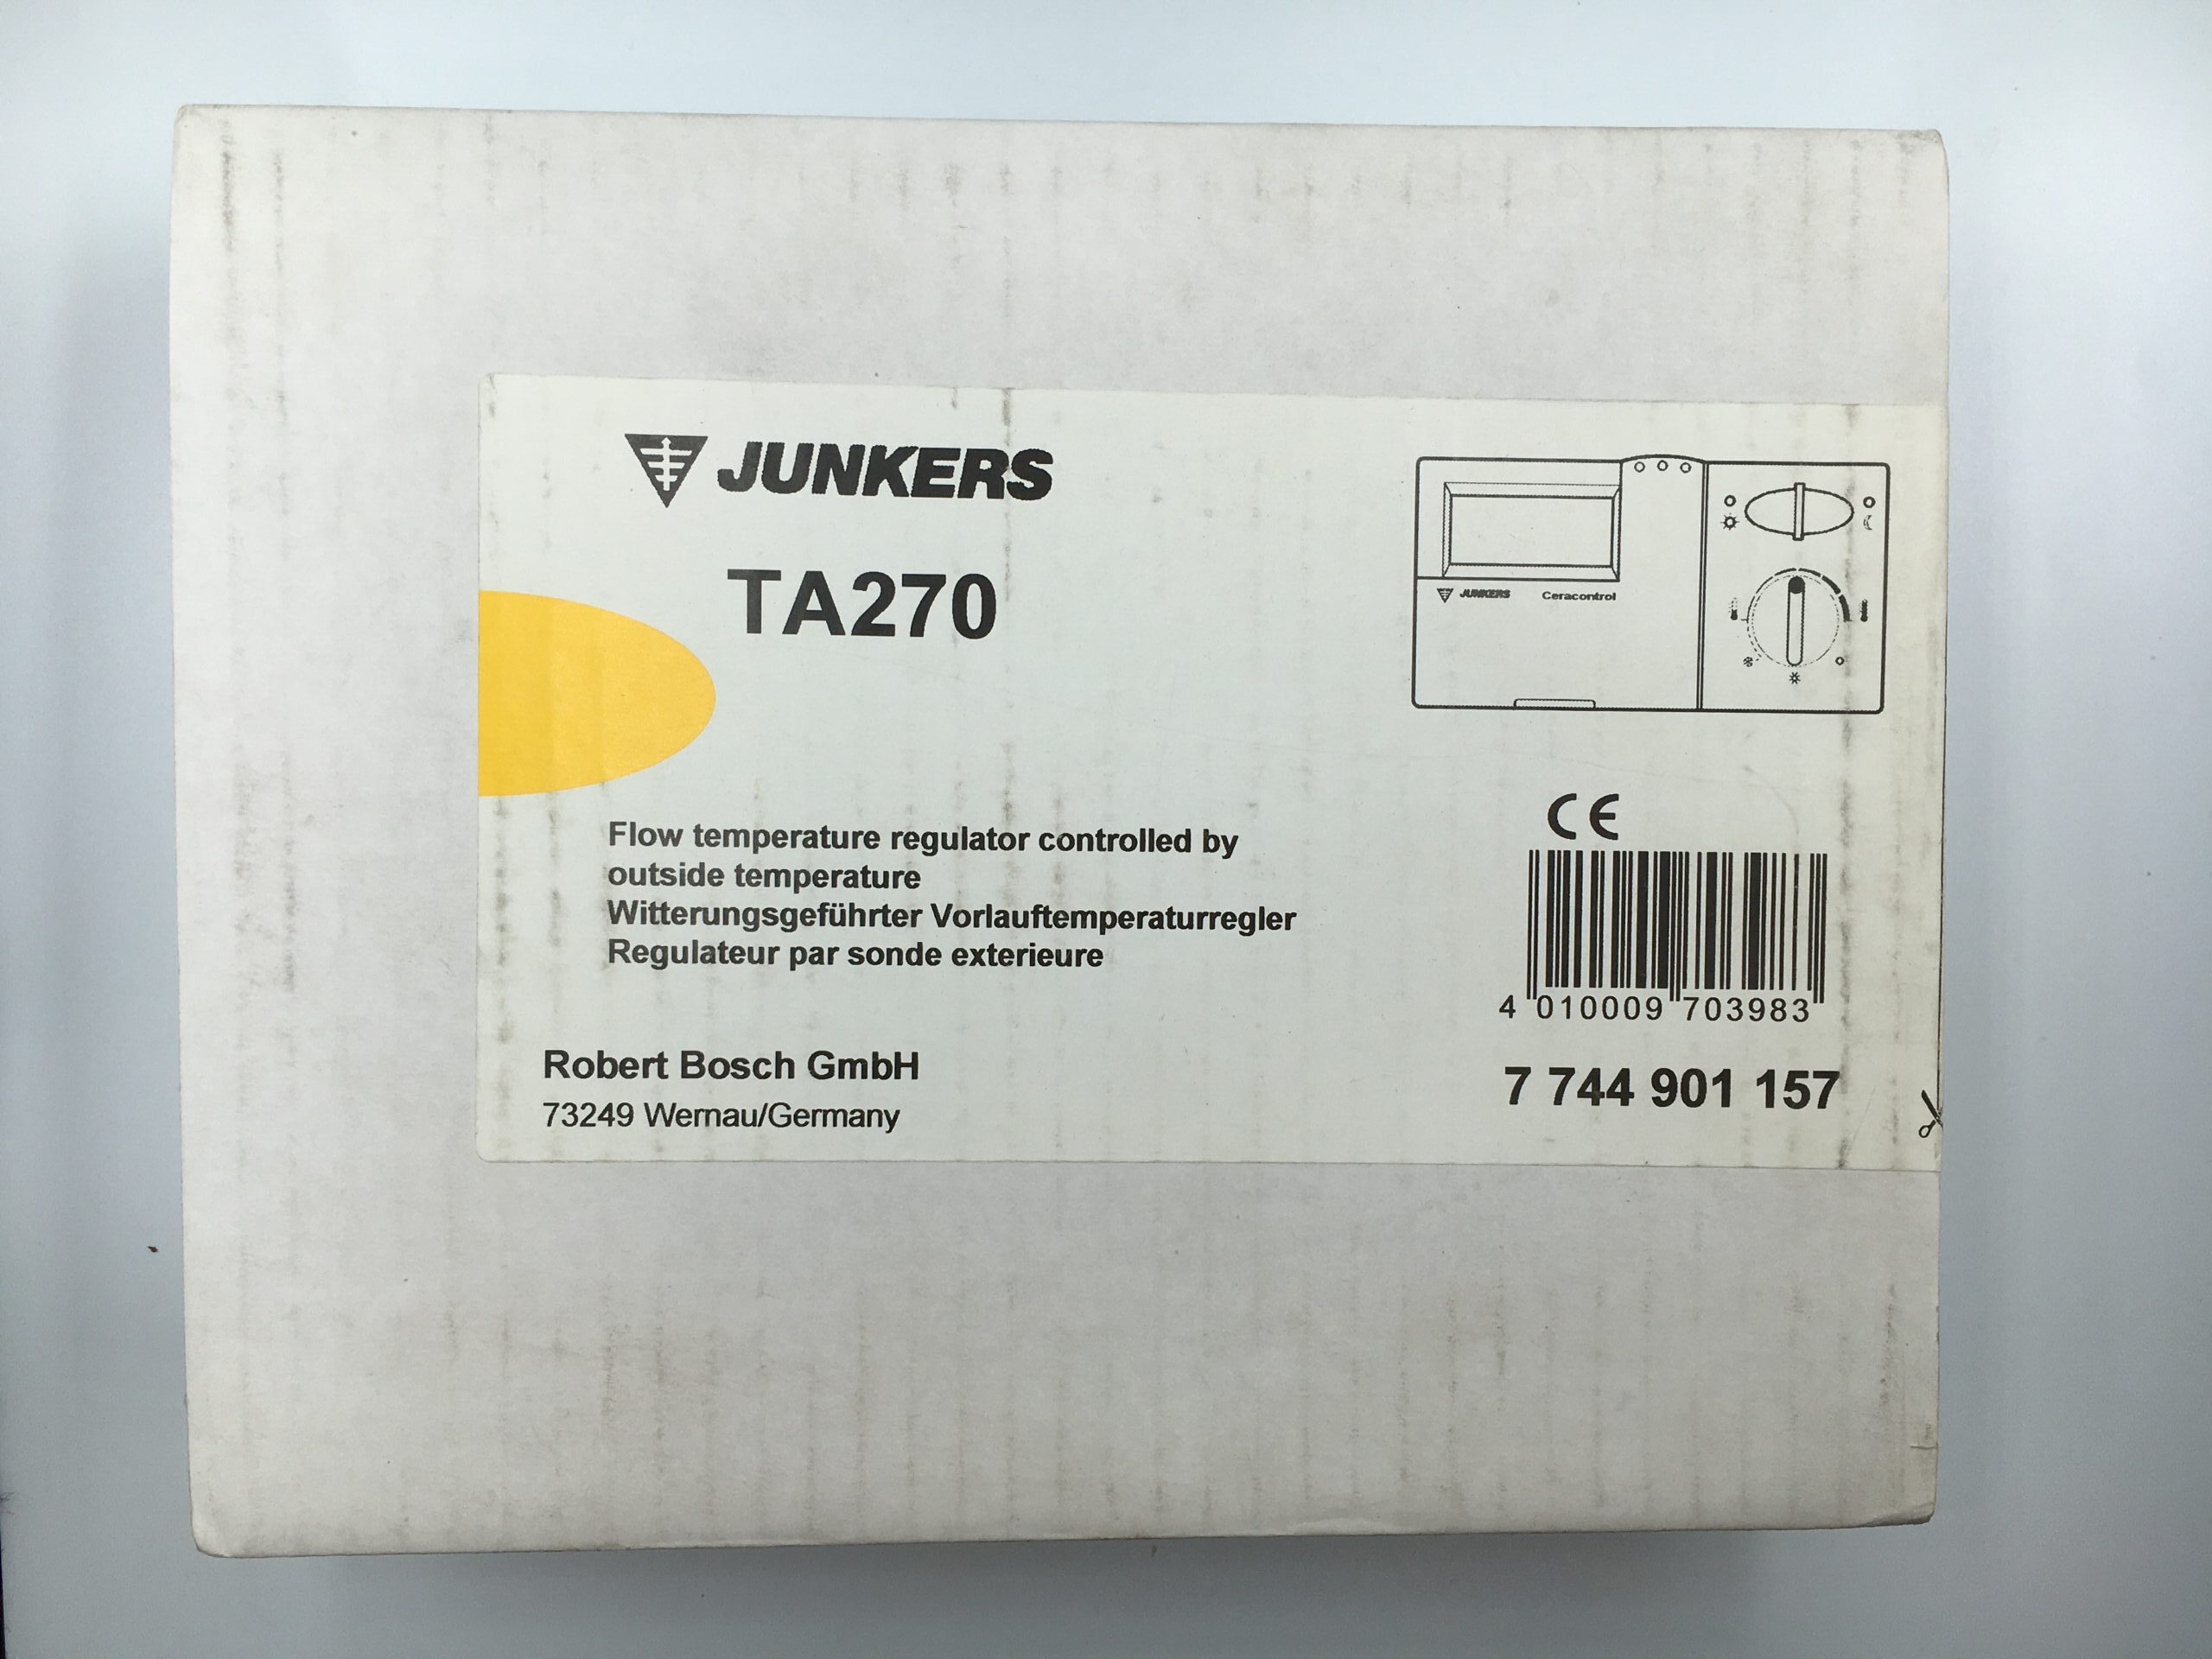 JUNKERS
TA270
JUNKERS Ceracontrol
Flow temperature regulator controlled by
outside temperature
Witterungsgeführter Vorlauftemperaturregler
Regulateur par sonde exterieure
CE
4 010009 703983
Robert Bosch GmbH
73249 Wernau/Germany
7 744 901 157